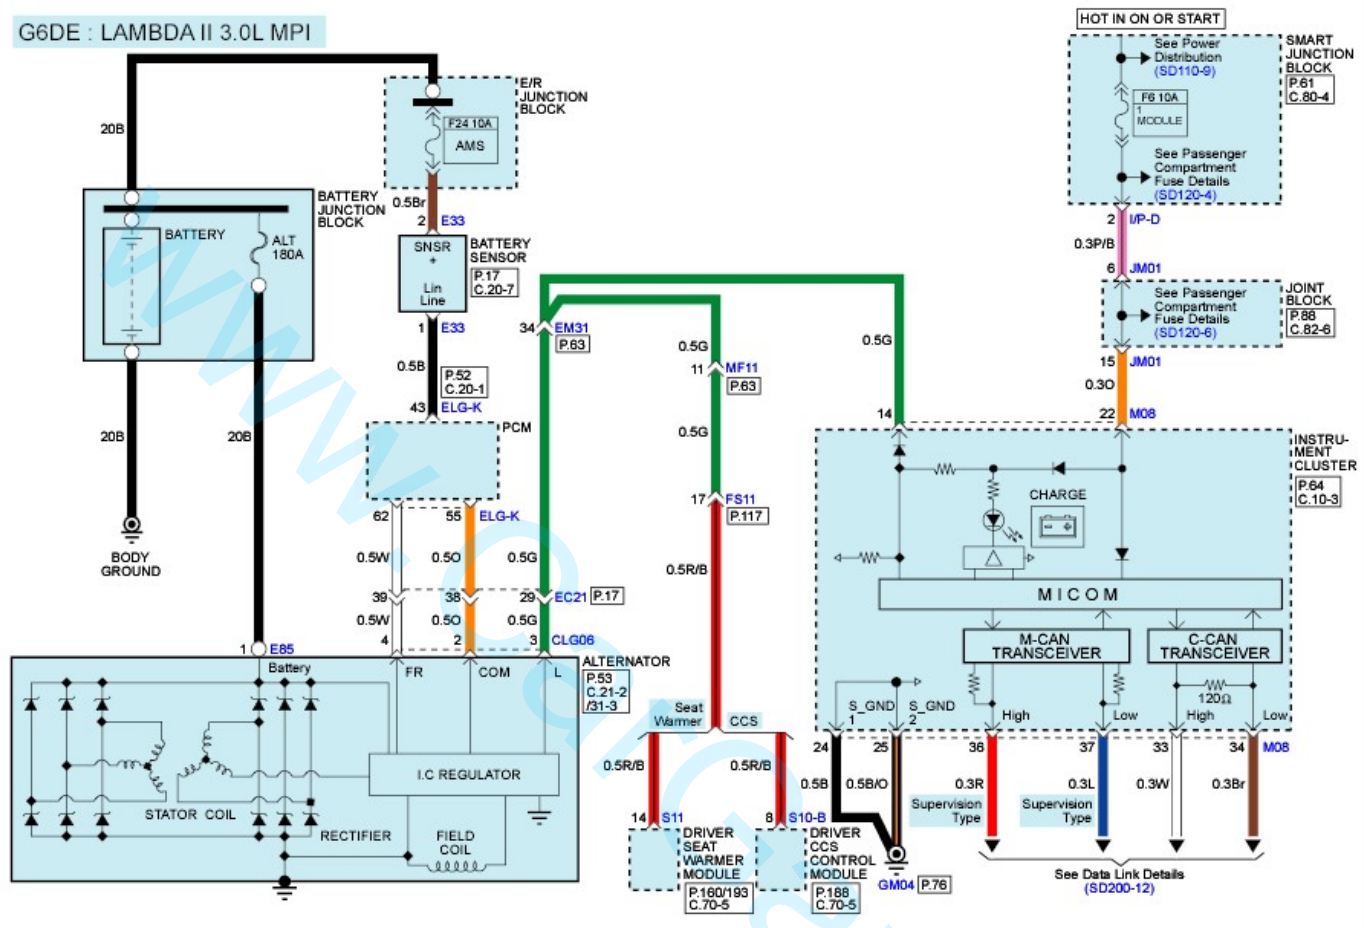 G6DE : LAMBDA II 3.0L MPI
HOT IN ON OR START
20B
E/R
JUNCTION
BLOCK
F24 10A
AMS
0.5Br
2 E33
SNSR
+
Lin
Line
BATTERY
SENSOR
P.17
C.20-7
1 E33
0.5B
P.52
C.20-1
43 ELG-K
BATTERY
JUNCTION
BLOCK
BATTERY
ALT
180A
20B
20B
BODY
GROUND
PCM
62
55 ELG-K
0.5W
0.5O
0.5G
39
38
29 EC21 P.17
0.5W
0.5O
0.5G
4
2
3 CLG06
1 E85
Battery
FR
COM
L
ALTERNATOR
P.53
C.21-2
/31-3
I.C REGULATOR
STATOR COIL
RECTIFIER
FIELD
COIL
34 EM31
P.63
0.5G
11 MF11
P.63
0.5G
17 FS11
P.117
0.5R/B
Seat
Warmer
CCS
0.5R/B
0.5R/B
14 S11
8 S10-B
DRIVER
SEAT
WARMER
MODULE
P.160/193
C.70-5
DRIVER
CCS
CONTROL
MODULE
P.188
C.70-5
See Power
Distribution
(SD110-9)
F6 10A
1
MODULE
See Passenger
Compartment
Fuse Details
(SD120-4)
SMART
JUNCTION
BLOCK
P.61
C.80-4
2 I/P-D
0.3P/B
6 JM01
See Passenger
Compartment
Fuse Details
(SD120-6)
JOINT
BLOCK
P.88
C.82-6
15 JM01
0.3O
22 M08
0.5G
14
INSTRU-
MENT
CLUSTER
P.64
C.10-3
CHARGE
MICOM
M-CAN
TRANSCEIVER
C-CAN
TRANSCEIVER
120Ω
S_GND
1
S_GND
2
High
Low
High
Low
24
25
36
37
33
34 M08
0.5B
0.5B/O
0.3R
0.3L
0.3W
0.3Br
Supervision
Type
Supervision
Type
GM04 P.76
See Data Link Details
(SD200-12)